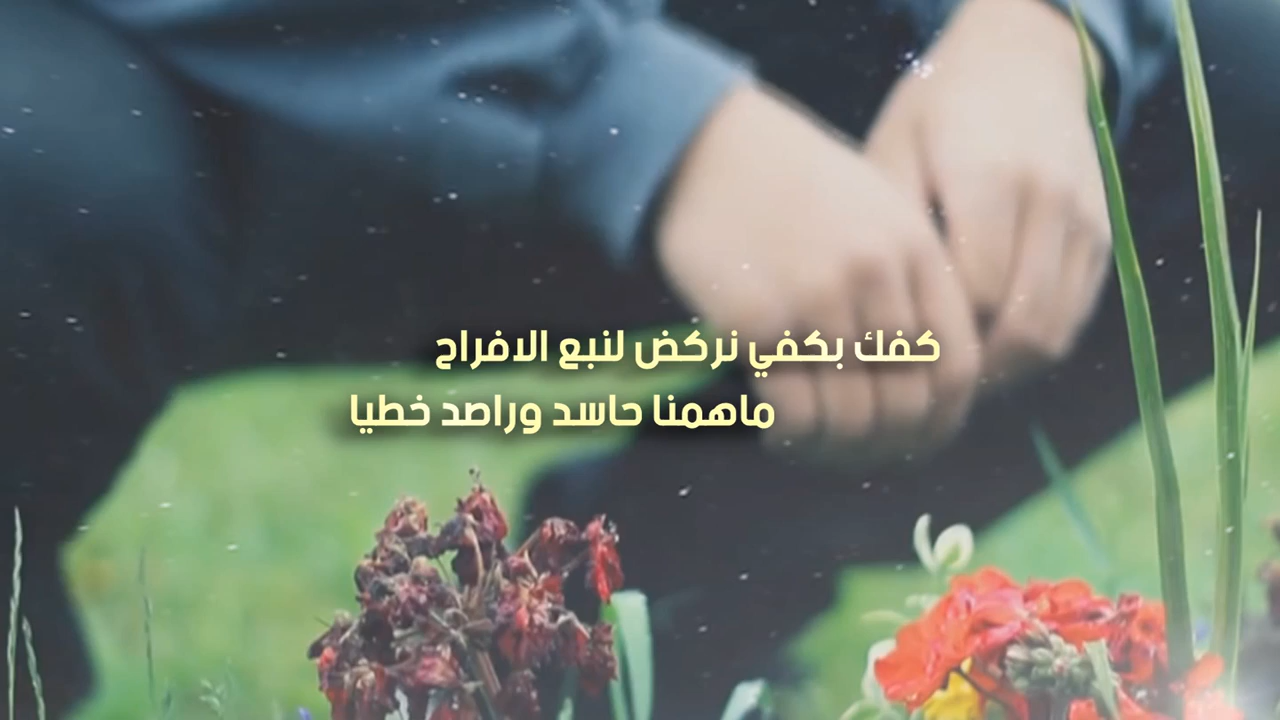 كفك بكفي نركض لنبع الافراح
ماهمنا حاسد وراصد خطيا